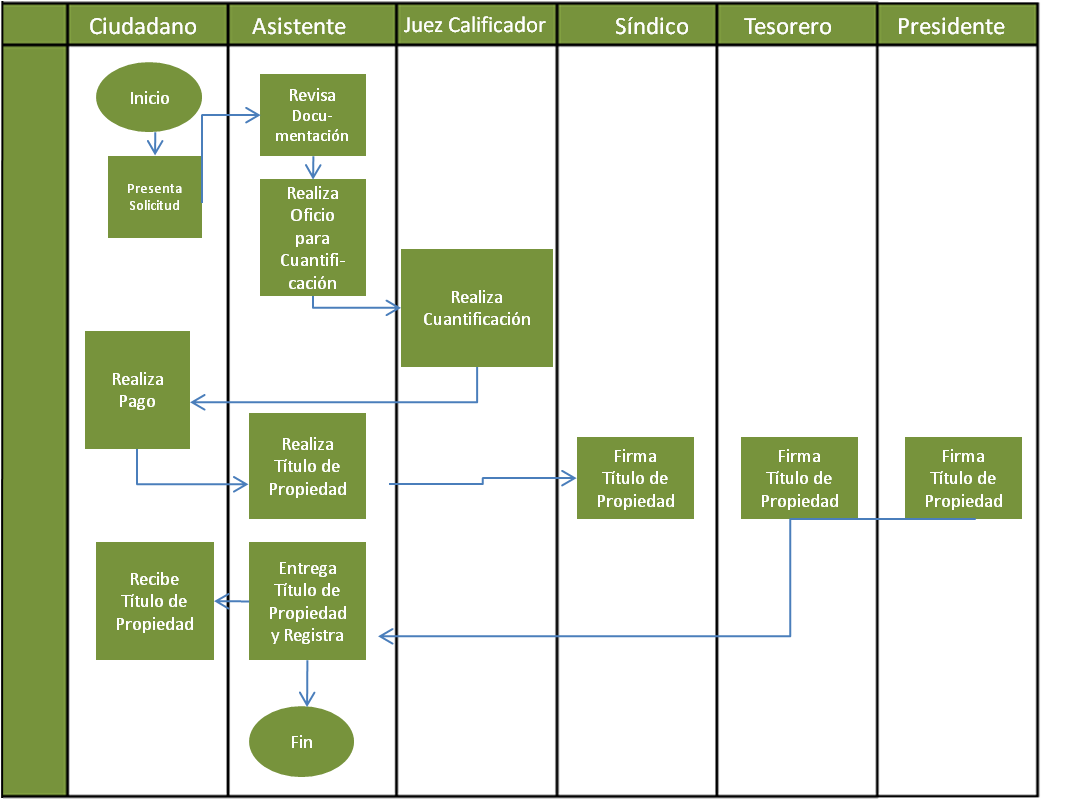 Ciudadano
Asistente
Juez Calificador
Síndico
Tesorero
Presidente
Inicio
Presenta
Solicitud
Revisa
Docu-
mentación
Realiza
Oficio
para
Cuantifi-
cación
Realiza
Cuantificación
Realiza
Pago
Realiza
Título de
Propiedad
Firma
Título de
Propiedad
Firma
Título de
Propiedad
Firma
Título de
Propiedad
Recibe
Título de
Propiedad
Entrega
Título de
Propiedad
y Registra
Fin